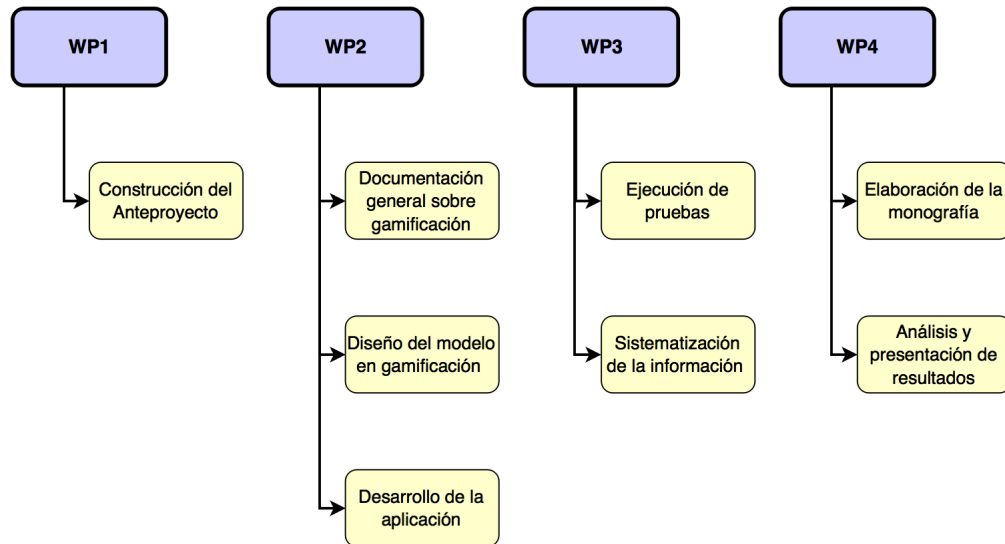 WP1
Construcción del
Anteproyecto
WP2
Documentación
general sobre
gamificación
Diseño del modelo
en gamificación
Desarrollo de la
aplicación
WP3
Ejecución de
pruebas
Sistematización
de la información
WP4
Elaboración de la
monografía
Análisis y
presentación de
resultados